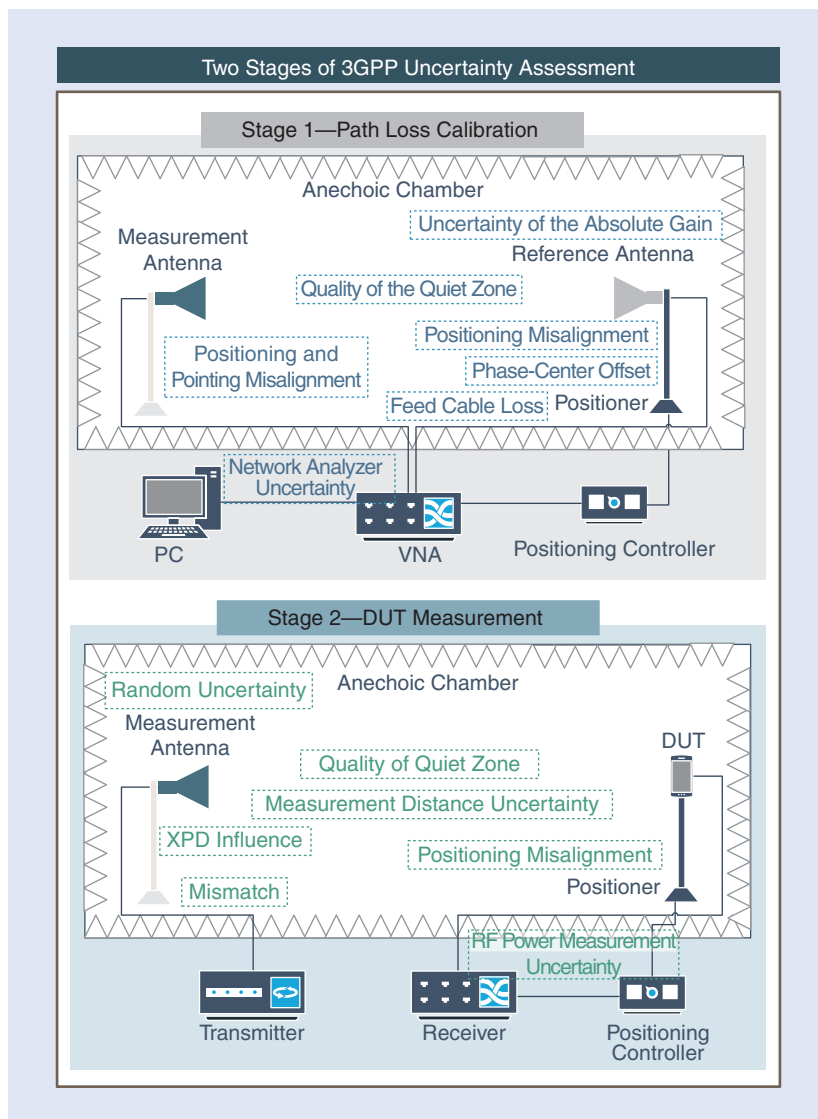 Two Stages of 3GPP Uncertainty Assessment
Stage 1—Path Loss Calibration
Anechoic Chamber
Uncertainty of the Absolute Gain
Measurement
Antenna
Reference Antenna
Quality of the Quiet Zone
Positioning Misalignment
Positioning and
Pointing Misalignment
Phase-Center Offset
Feed Cable Loss
Positioner
Network Analyzer
Uncertainty
PC
VNA
Positioning Controller
Stage 2—DUT Measurement
Anechoic Chamber
Random Uncertainty
Measurement
Antenna
DUT
Quality of Quiet Zone
Measurement Distance Uncertainty
XPD Influence
Positioning Misalignment
Mismatch
Positioner
RF Power Measurement
Uncertainty
Transmitter
Receiver
Positioning
Controller